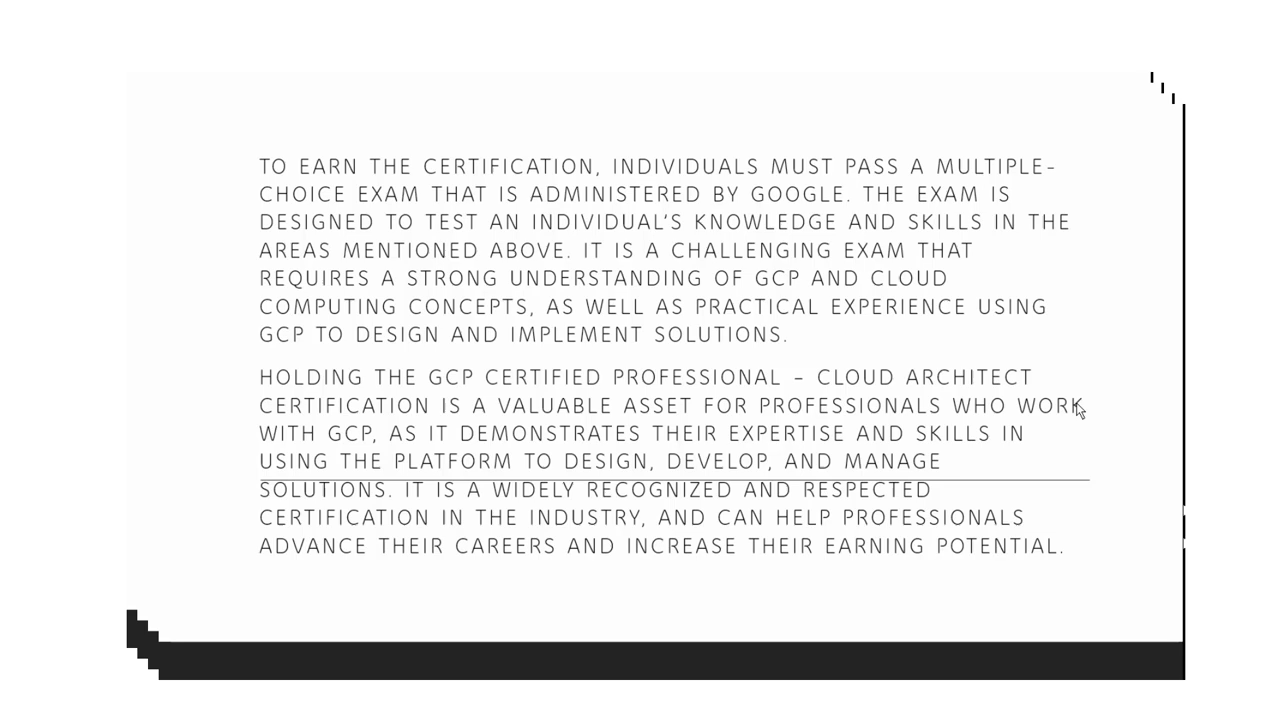 TO EARN THE CERTIFICATION, INDIVIDUALS MUST PASS A MULTIPLE-
CHOICE EXAM THAT IS ADMINISTERED BY GOOGLE. THE EXAM IS
DESIGNED TO TEST AN INDIVIDUAL'S KNOWLEDGE AND SKILLS IN THE
AREAS MENTIONED ABOVE. IT IS A CHALLENGING EXAM THAT
REQUIRES A STRONG UNDERSTANDING OF GCP AND CLOUD
COMPUTING CONCEPTS, AS WELL AS PRACTICAL EXPERIENCE USING
GCP TO DESIGN AND IMPLEMENT SOLUTIONS.
HOLDING THE GCP CERTIFIED PROFESSIONAL – CLOUD ARCHITECT
CERTIFICATION IS A VALUABLE ASSET FOR PROFESSIONALS WHO WORK
WITH GCP, AS IT DEMONSTRATES THEIR EXPERTISE AND SKILLS IN
USING THE PLATFORM TO DESIGN, DEVELOP, AND MANAGE
SOLUTIONS. IT IS A WIDELY RECOGNIZED AND RESPECTED
CERTIFICATION IN THE INDUSTRY, AND CAN HELP PROFESSIONALS
ADVANCE THEIR CAREERS AND INCREASE THEIR EARNING POTENTIAL.